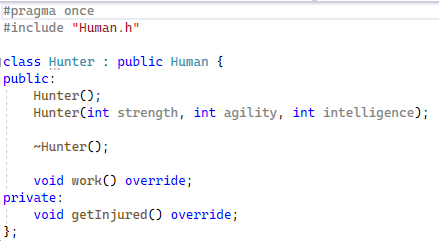 #pragma once
#include "Human.h"
class Hunter : public Human {
public:
Hunter();
Hunter(int strength, int agility, int intelligence);
~Hunter();
void work() override;
private:
void getInjured() override;
};